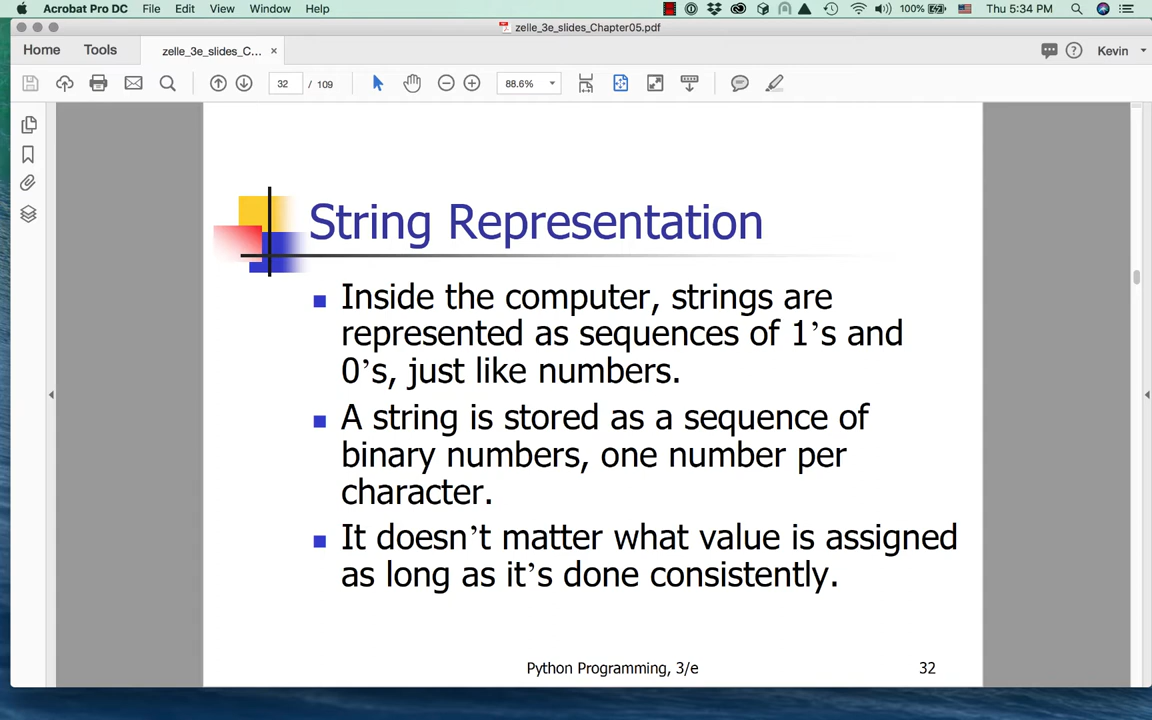 Acrobat Pro DC File Edit View Window Help 100% Thu 5:34 PM
zelle_3e_slides_Chapter05.pdf
Home Tools zelle_3e_slides_C... × Kevin
32 / 109 88.6%
String Representation
Inside the computer, strings are
represented as sequences of 1’s and
0’s, just like numbers.
A string is stored as a sequence of
binary numbers, one number per
character.
It doesn’t matter what value is assigned
as long as it’s done consistently.
Python Programming, 3/e 32